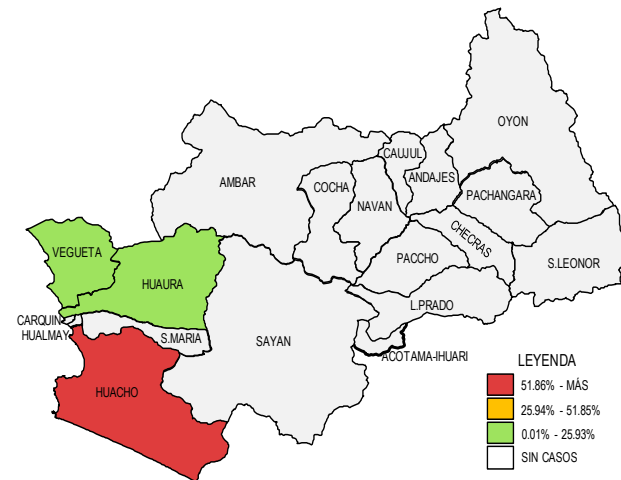 OYON
CAUJUL
AMBAR
COCHA
ANDAJES
NAVAN
PACHANGARA
CHECRAS
VEGUETA
PACCHO
S.LEONOR
HUAURA
L.PRADO
CARQUIN
HUALMAY
S.MARIA
SAYAN
ACOTAMA-IHUARI
HUACHO
LEYENDA
51.86% - MÁS
25.94% - 51.85%
0.01% - 25.93%
SIN CASOS